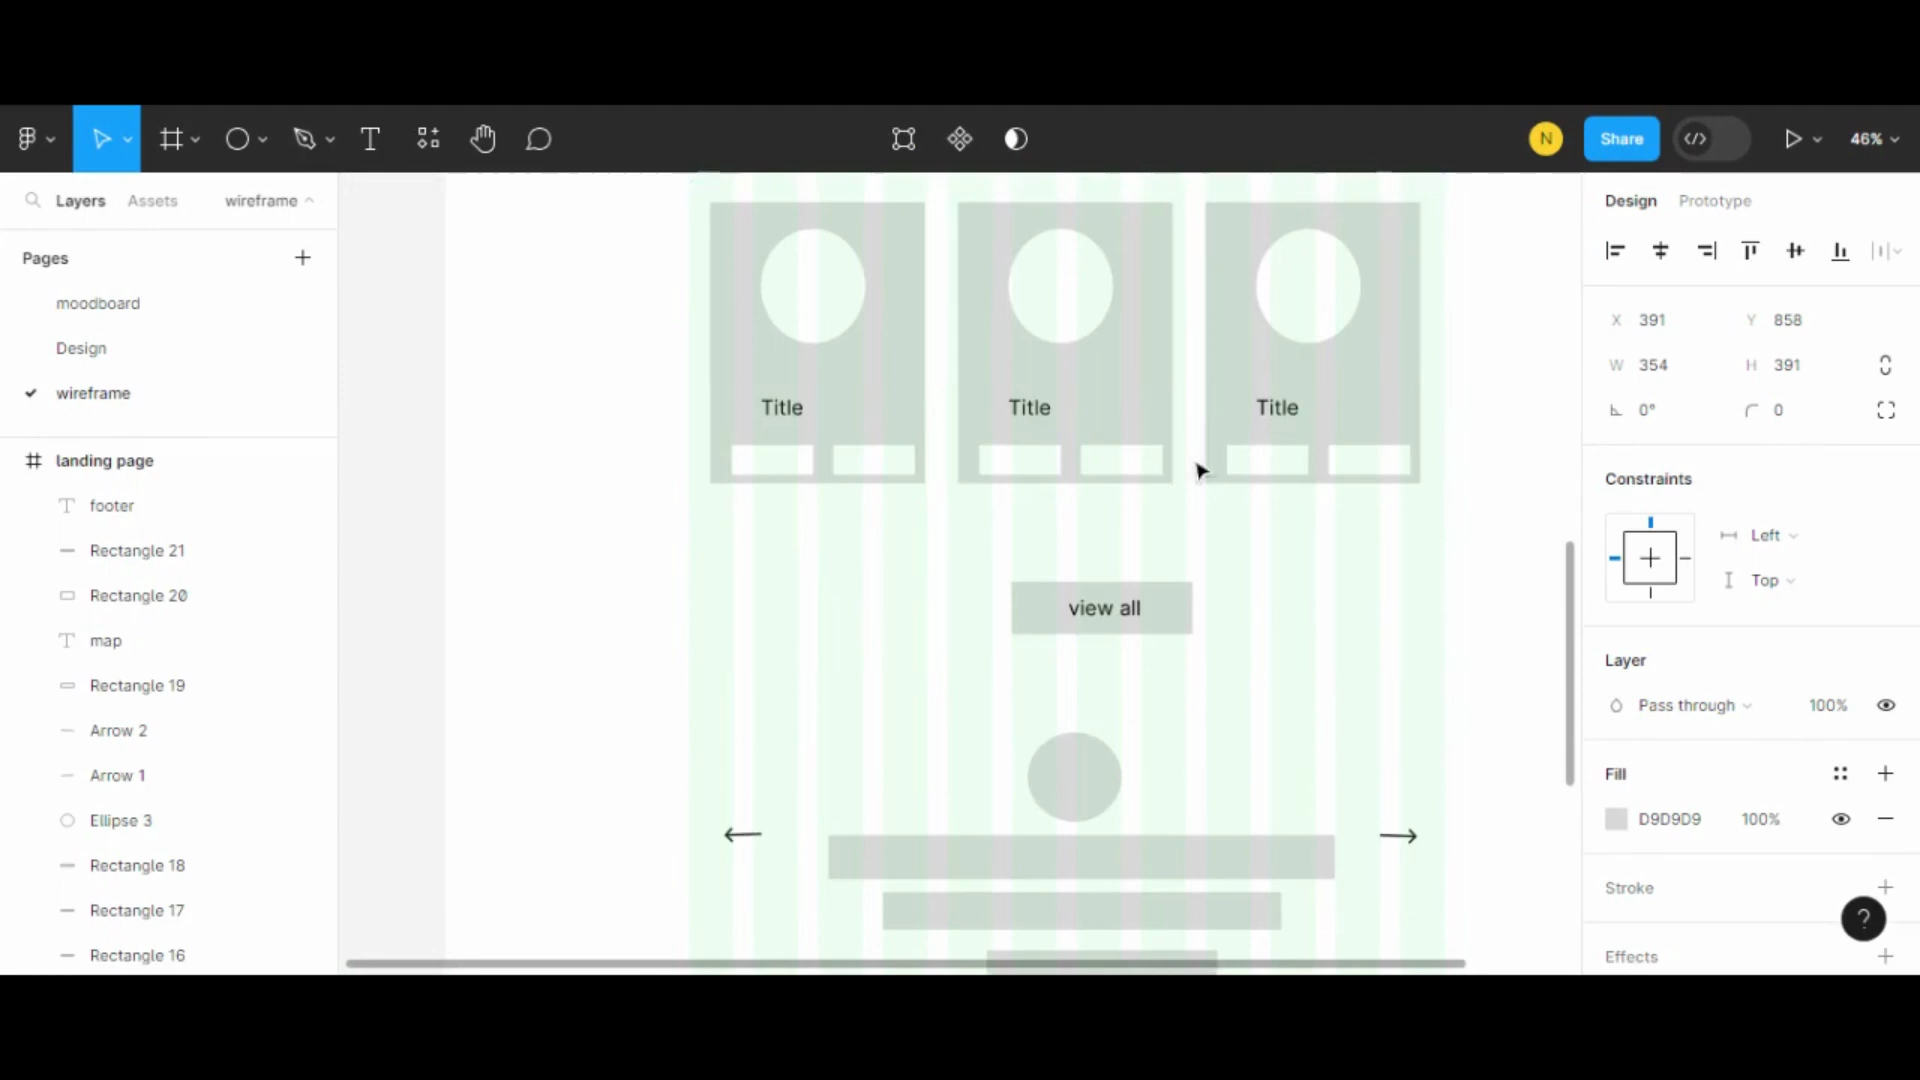 N
Share
46%
Layers
Assets
wireframe
Pages
moodboard
Design
wireframe
landing page
footer
Rectangle 21
Rectangle 20
map
Rectangle 19
Arrow 2
Arrow 1
Ellipse 3
Rectangle 18
Rectangle 17
Rectangle 16
Title
Title
Title
view all
Design
Prototype
X 391
Y 858
W 354
H 391
0°
0
Constraints
Left
Top
Layer
Pass through
100%
Fill
D9D9D9
100%
Stroke
?
Effects